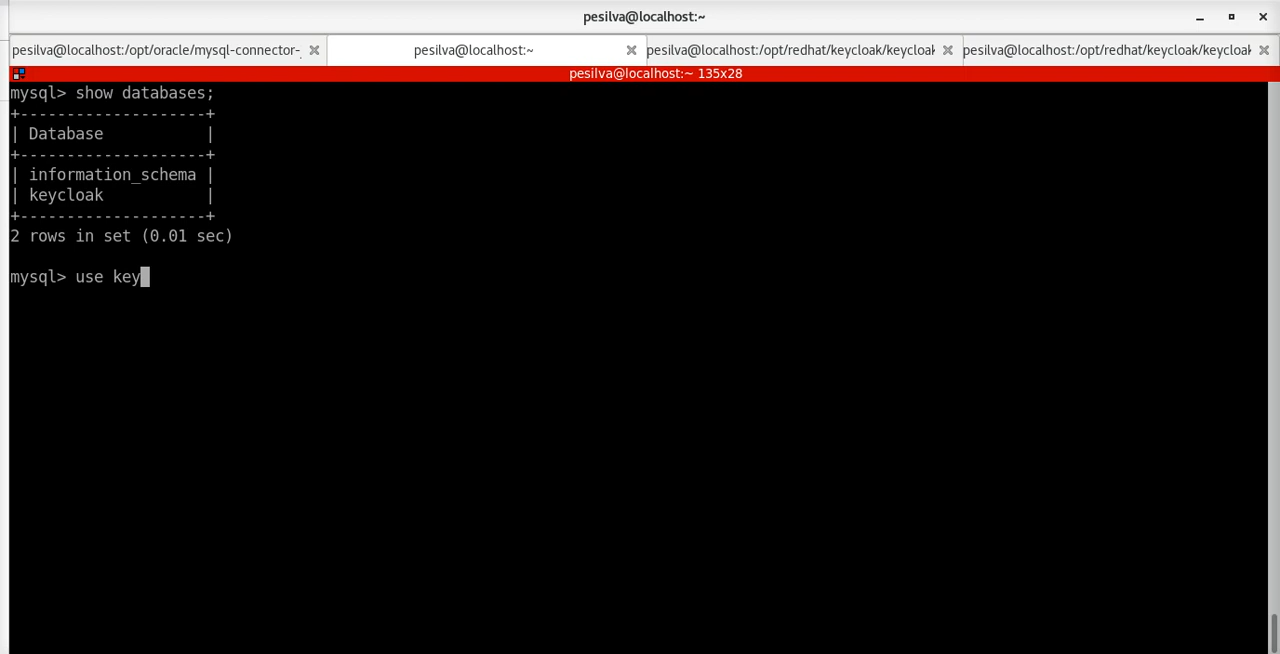 pesilva@localhost:~
pesilva@localhost:/opt/oracle/mysql-connector-
pesilva@localhost:~
pesilva@localhost:/opt/redhat/keycloak/keycloak
pesilva@localhost:/opt/redhat/keycloak/keycloak
pesilva@localhost:~ 135x28
mysql> show databases;
+--------------------+
| Database           |
+--------------------+
| information_schema |
| keycloak           |
+--------------------+
2 rows in set (0.01 sec)
mysql> use key